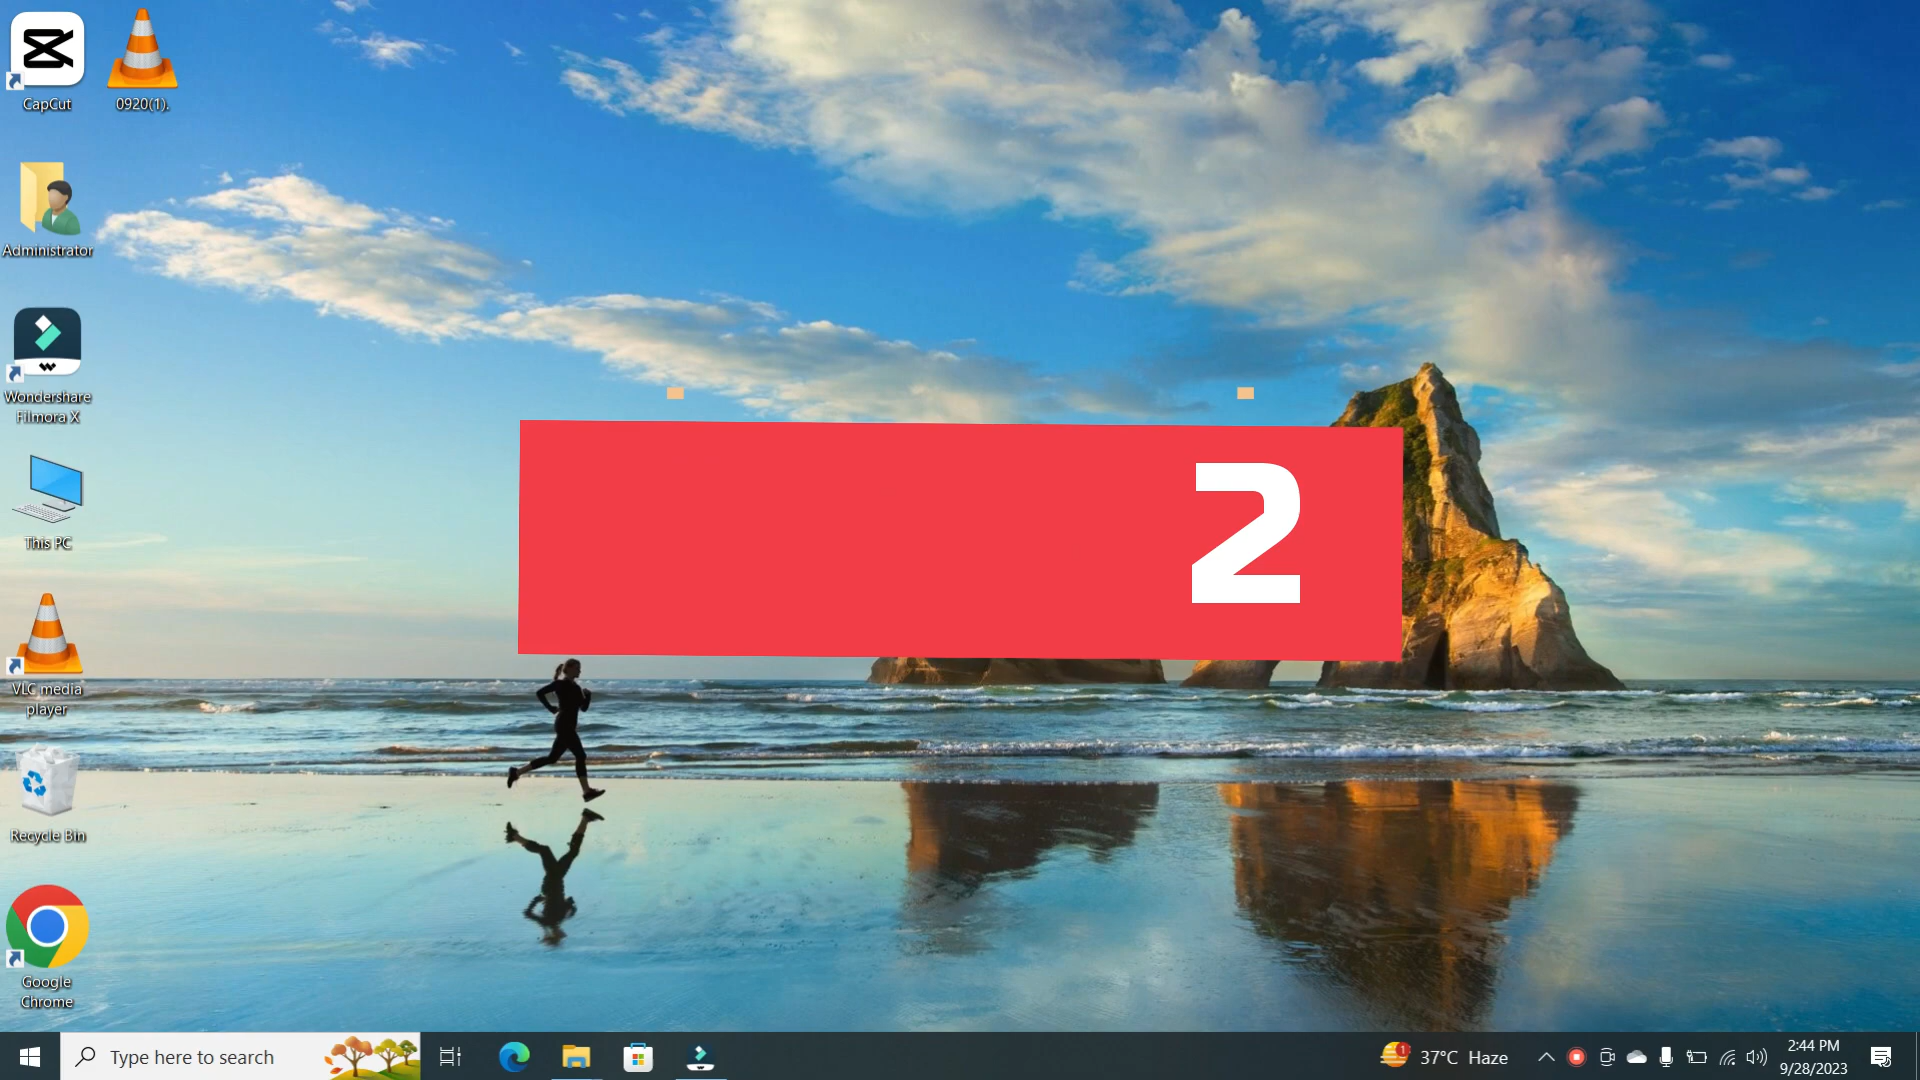 CapCut
0920(1).
Administrator
Wondershare
Filmora X
This PC
VLC media
player
Recycle Bin
Google
Chrome
2
Type here to search
1
37°C Haze
2:44 PM
9/28/2023